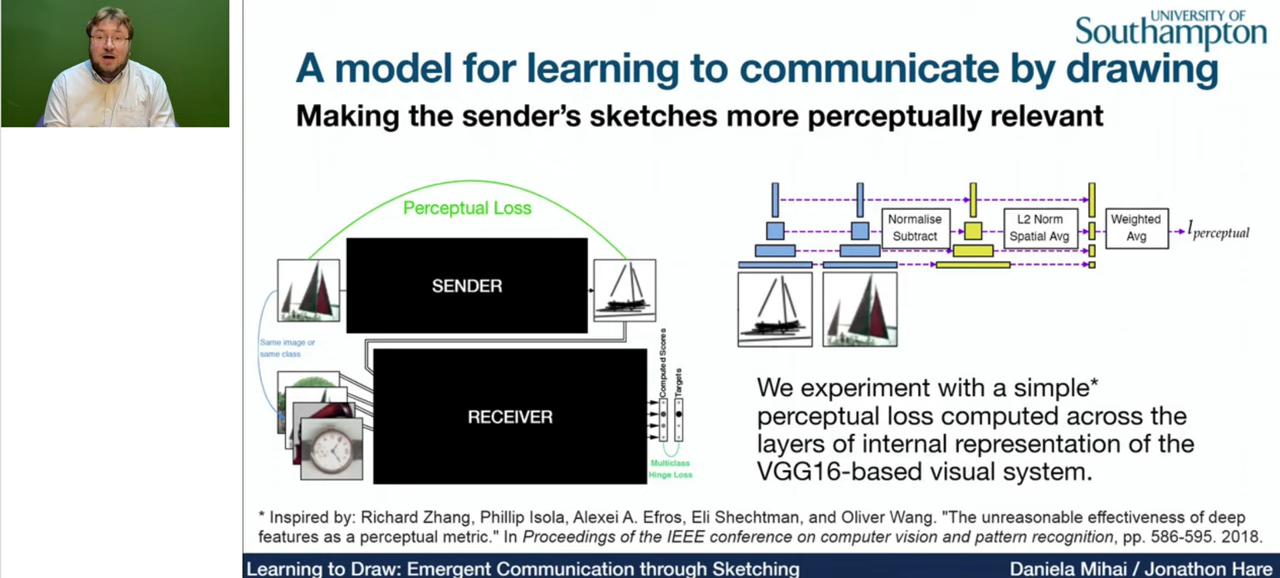 UNIVERSITY OF
Southampton
A model for learning to communicate by drawing
Making the sender's sketches more perceptually relevant
Perceptual Loss
SENDER
Same image or
same class
RECEIVER
Computed Scores
Targets
Multiclass
Hinge Loss
Normalise
Subtract
L2 Norm
Spatial Avg
Weighted
Avg
lperceptual
We experiment with a simple*
perceptual loss computed across the
layers of internal representation of the
VGG16-based visual system.
* Inspired by: Richard Zhang, Phillip Isola, Alexei A. Efros, Eli Shechtman, and Oliver Wang. "The unreasonable effectiveness of deep
features as a perceptual metric." In Proceedings of the IEEE conference on computer vision and pattern recognition, pp. 586-595. 2018.
Learning to Draw: Emergent Communication through Sketching
Daniela Mihai / Jonathon Hare